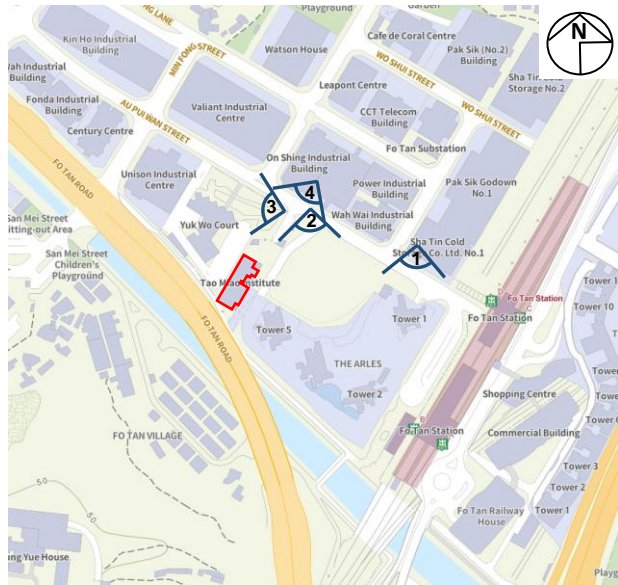 Playground
Garden
NG LANE
Cafe de Coral Centre
N
Kin Ho Industrial
Building
MIN FONG STREET
Watson House
Pak Sik (No.2)
Building
WO SHUI STREET
Wah Industrial
Building
Leapont Centre
Sha Tin Cold
Storage No.2
Fonda Industrial
Building
AU PUI WAN STREET
Valiant Industrial
Centre
CCT Telecom
Building
WO SHUI STREET
Century Centre
Fo Tan Substation
FO TAN ROAD
On Shing Industrial
Building
Unison Industrial
Centre
Power Industrial
Building
Pak Sik Godown
No.1
4
3
2
San Mei Street
Sitting-out Area
Yuk Wo Court
Wah Wai Industrial
Building
Sha Tin Cold
Storage Co. Ltd. No.1
1
San Mei Street
Children's
Playground
Tao Miao Institute
Fo Tan Station
Tower 1
Tower 10
Tower 1
Fo Tan Station
FO TAN ROAD
Tower 5
THE ARLES
Tower 2
Shopping Centre
B
Fo Tan Station
Commercial Building
FO TAN VILLAGE
Tower 3
Tower 2
Tower 1
50
50
Fo Tan Railway
House
ung Yue House
Playg